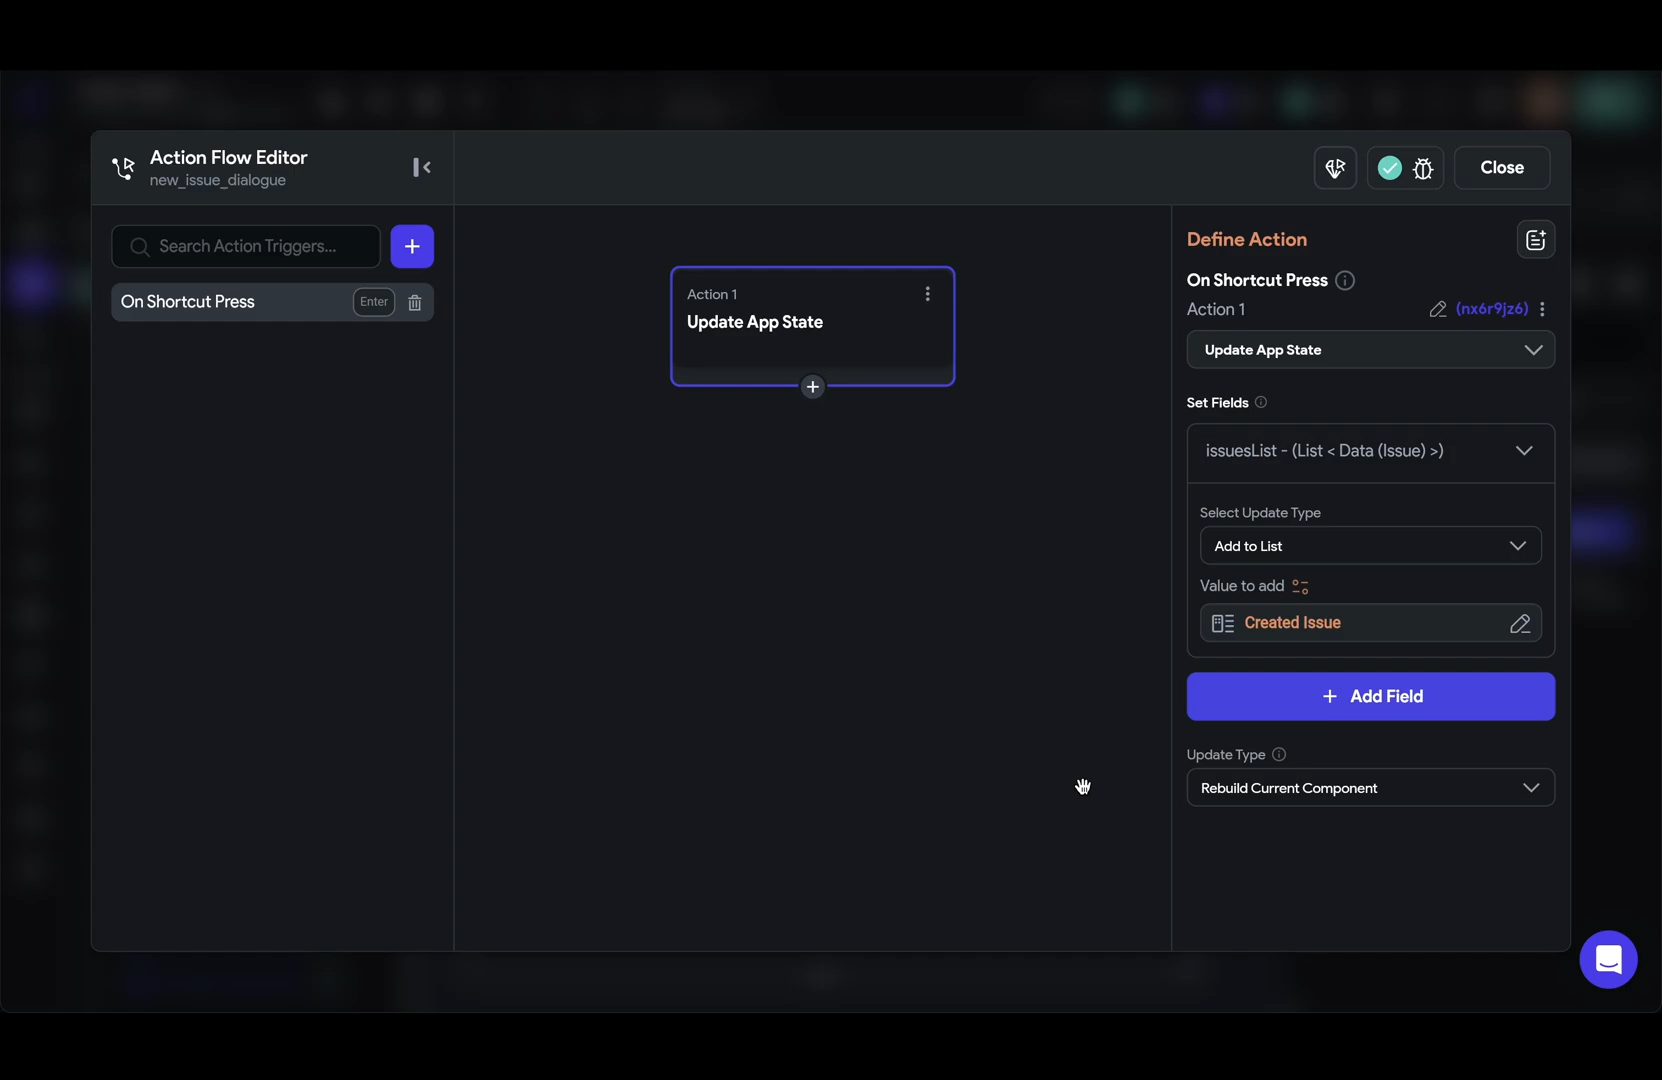 Action Flow Editor
new_issue_dialogue
Close
Search Action Triggers...
On Shortcut Press
Enter
Action 1
Update App State
Define Action
On Shortcut Press
Action 1
(nx6r9jz6)
Update App State
Set Fields
issuesList - (List < Data (Issue) >)
Select Update Type
Add to List
Value to add
Created Issue
+ Add Field
Update Type
Rebuild Current Component